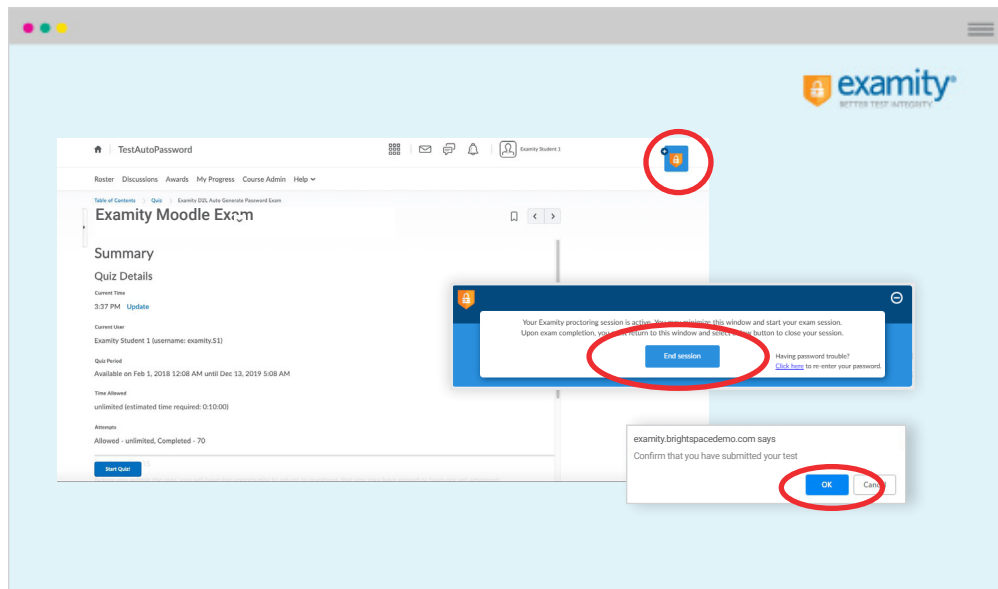 examity®
BETTER TEST INTEGRITY
TestAutoPassword
Examity Student 1
Roster Discussions Awards My Progress Course Admin Help
Table of Contents > Quiz > Examity D2L Auto Generate Password Exam
Examity Moodle Exam
Summary
Quiz Details
Current Time
3:37 PM Update
Current User
Examity Student 1 (username: examity.S1)
Quiz Period
Available on Feb 1, 2018 12:08 AM until Dec 13, 2019 5:08 AM
Time Allowed
unlimited (estimated time required: 0:10:00)
Attempts
Allowed - unlimited, Completed - 70
Start Quiz!
Your Examity proctoring session is active. You may minimize this window and start your exam session.
Upon exam completion, you must return to this window and select below button to close your session.
End session
Having password trouble?
Click here to re-enter your password.
examity.brightspacedemo.com says
Confirm that you have submitted your test
OK
Cancel